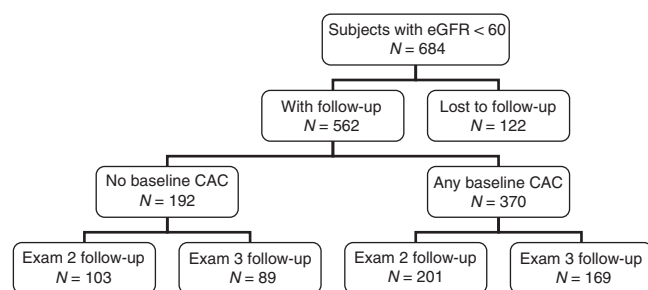 Subjects with eGFR < 60
N = 684
With follow-up
N = 562
Lost to follow-up
N = 122
No baseline CAC
N = 192
Any baseline CAC
N = 370
Exam 2 follow-up
N = 103
Exam 3 follow-up
N = 89
Exam 2 follow-up
N = 201
Exam 3 follow-up
N = 169